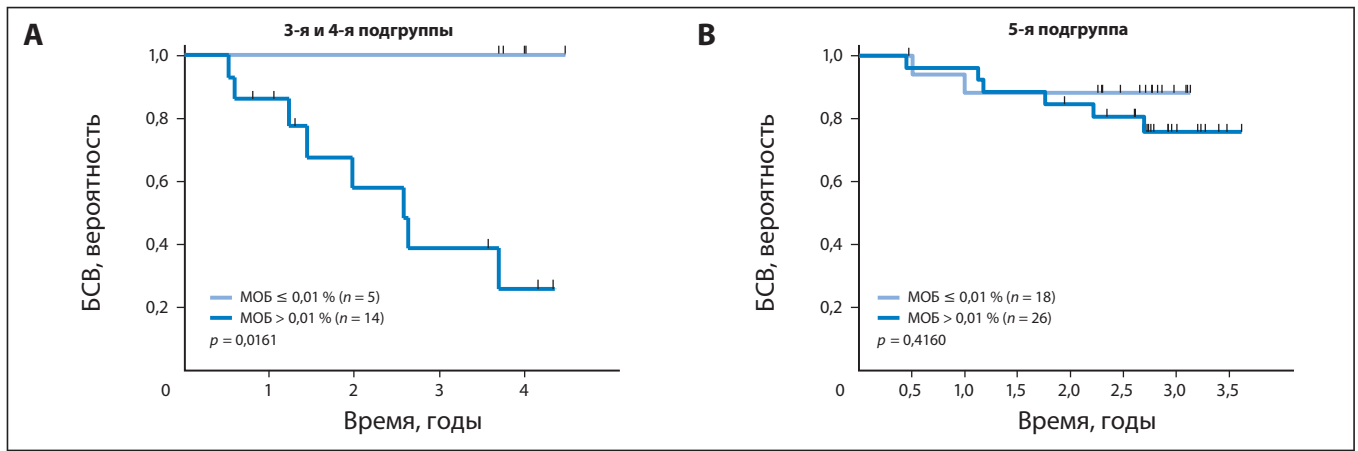 A
3-я и 4-я подгруппы
БСВ, вероятность
1,0
0,8
0,6
0,4
0,2
МОБ ≤ 0,01 % (n = 5)
МОБ > 0,01 % (n = 14)
p = 0,0161
0 1 2 3 4
Время, годы
B
5-я подгруппа
БСВ, вероятность
1,0
0,8
0,6
0,4
0,2
МОБ ≤ 0,01 % (n = 18)
МОБ > 0,01 % (n = 26)
p = 0,4160
0 0,5 1,0 1,5 2,0 2,5 3,0 3,5
Время, годы